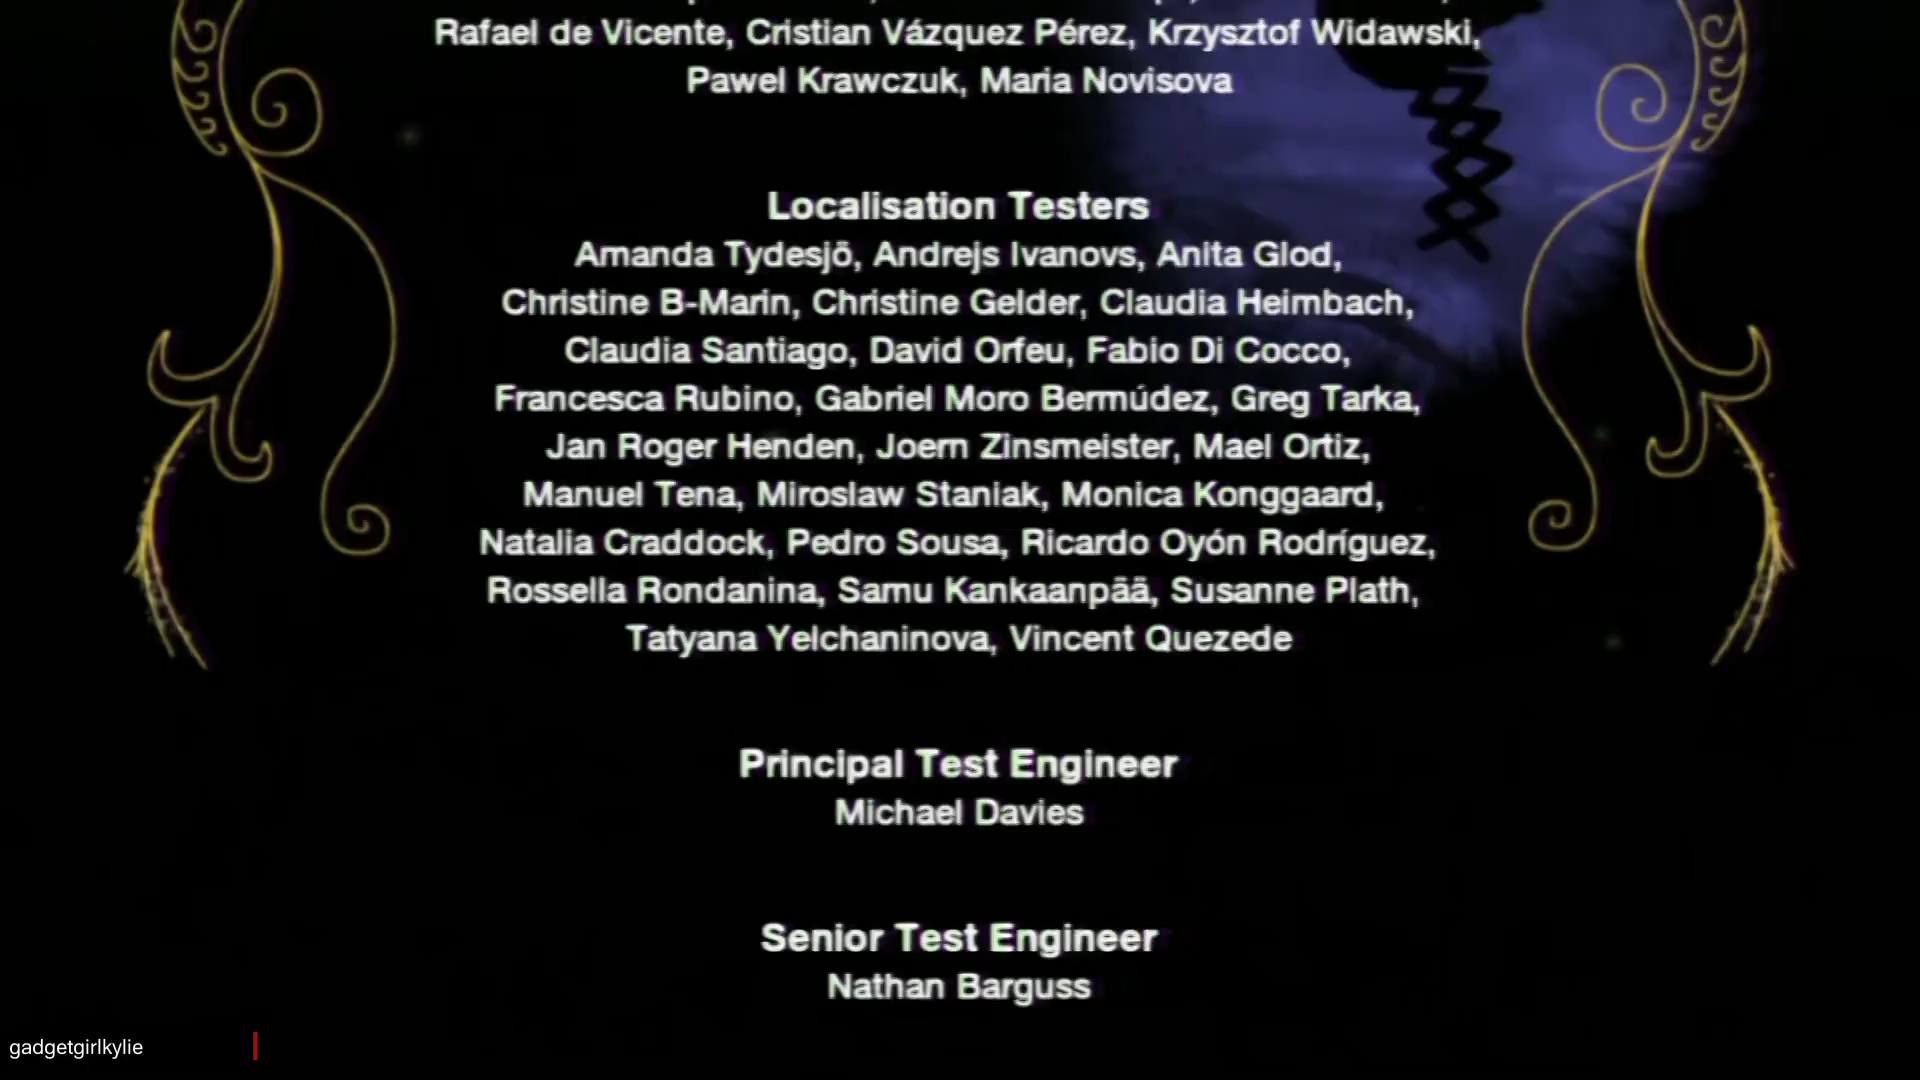 Rafael de Vicente, Cristian Vázquez Pérez, Krzysztof Widawski,
Pawel Krawczuk, Maria Novisova
Localisation Testers
Amanda Tydesjö, Andrejs Ivanovs, Anita Glod,
Christine B-Marin, Christine Gelder, Claudia Heimbach,
Claudia Santiago, David Orfeu, Fabio Di Cocco,
Francesca Rubino, Gabriel Moro Bermúdez, Greg Tarka,
Jan Roger Henden, Joern Zinsmeister, Mael Ortiz,
Manuel Tena, Miroslaw Staniak, Monica Konggaard,
Natalia Craddock, Pedro Sousa, Ricardo Oyón Rodríguez,
Rossella Rondanina, Samu Kankaanpää, Susanne Plath,
Tatyana Yelchaninova, Vincent Quezede
Principal Test Engineer
Michael Davies
Senior Test Engineer
Nathan Barguss
gadgetgirlkylie